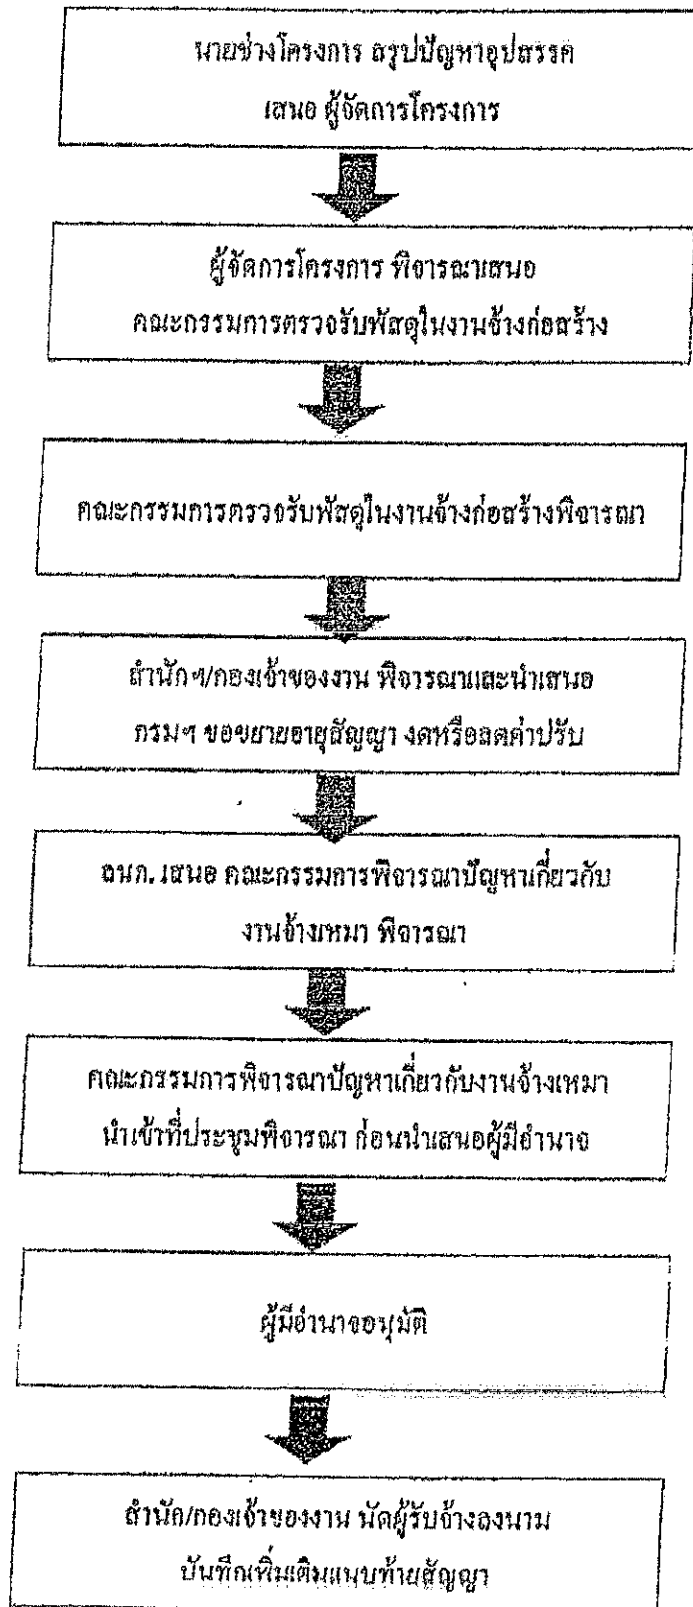 นายช่างโครงการ สรุปปัญหาอุปสรรค
เสนอ ผู้จัดการโครงการ
ผู้จัดการโครงการ พิจารณาเสนอ
คณะกรรมการตรวจรับพัสดุในงานจ้างก่อสร้าง
คณะกรรมการตรวจรับพัสดุในงานจ้างก่อสร้างพิจารณา
สำนักฯ/กองเจ้าของงาน พิจารณาและนำเสนอ
กรมฯ ขอขยายอายุสัญญา งดหรือลดค่าปรับ
เสนอ คณะกรรมการพิจารณาปัญหาเกี่ยวกับ
งานจ้างเหมา พิจารณา
คณะกรรมการพิจารณาปัญหาเกี่ยวกับงานจ้างเหมา
นำเข้าที่ประชุมพิจารณา ก่อนนำเสนอผู้มีอำนาจ
ผู้มีอำนาจอนุมัติ
สำนัก/กองเจ้าของงาน นัดผู้รับจ้างลงนาม
บันทึกเพิ่มเติมแนบท้ายสัญญา